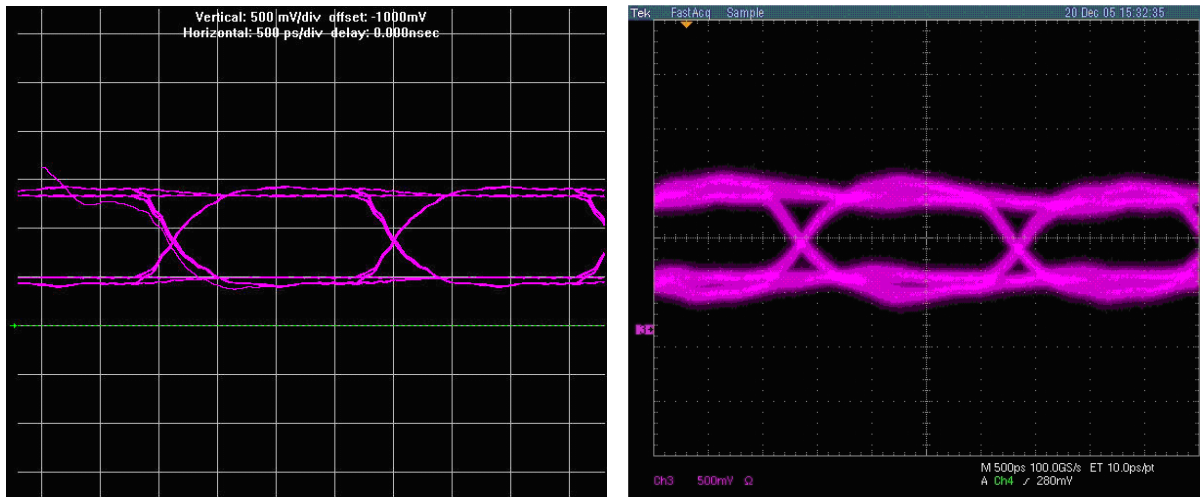 Vertical: 500 mV/div offset: -1000mV
Horizontal: 500 ps/div delay: 0.000nsec
Tek FastAcq Sample 20 Dec 05 15:32:35
3
M 500ps 100.0GS/s ET 10.0ps/pt
Ch3 500mV Ω A Ch4 ∫ 280mV